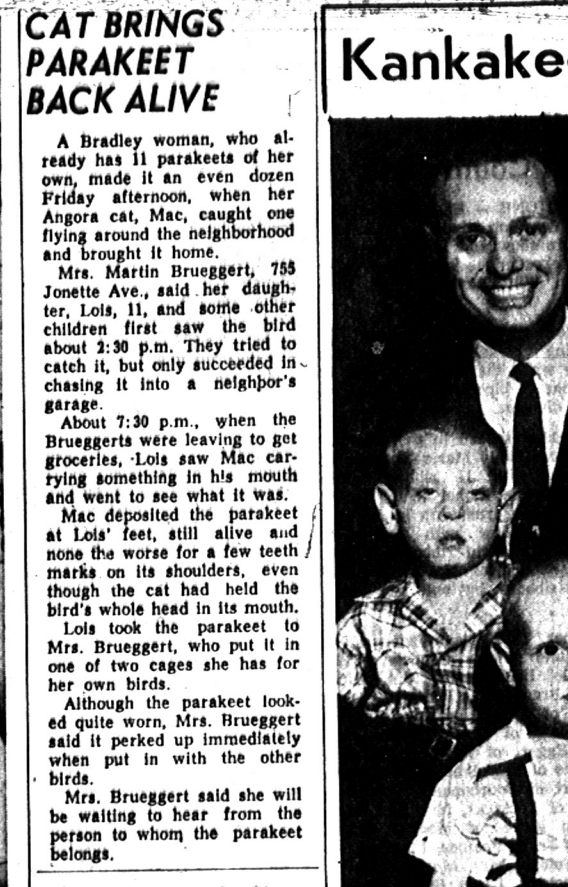 CAT BRINGS
PARAKEET
BACK ALIVE
A Bradley woman, who al-
ready has 11 parakeets of her
own, made it an even dozen
Friday afternoon, when her
Angora cat, Mac, caught one
flying around the neighborhood
and brought it home.
Mrs. Martin Brueggert, 755
Jonette Ave., said her daugh-
ter, Lois, 11, and some other
children first saw the bird
about 2:30 p.m. They tried to
catch it, but only succeeded in
chasing it into a neighbor's
garage.
About 7:30 p.m., when the
Brueggerts were leaving to get
groceries, Lois saw Mac car-
rying something in his mouth
and went to see what it was.
Mac deposited the parakeet
at Lois' feet, still alive and
none the worse for a few teeth
marks on its shoulders, even
though the cat had held the
bird's whole head in its mouth.
Lois took the parakeet to
Mrs. Brueggert, who put it in
one of two cages she has for
her own birds.
Although the parakeet look-
ed quite worn, Mrs. Brueggert
said it perked up immediately
when put in with the other
birds.
Mrs. Brueggert said she will
be waiting to hear from the
person to whom the parakeet
belongs.
Kankake